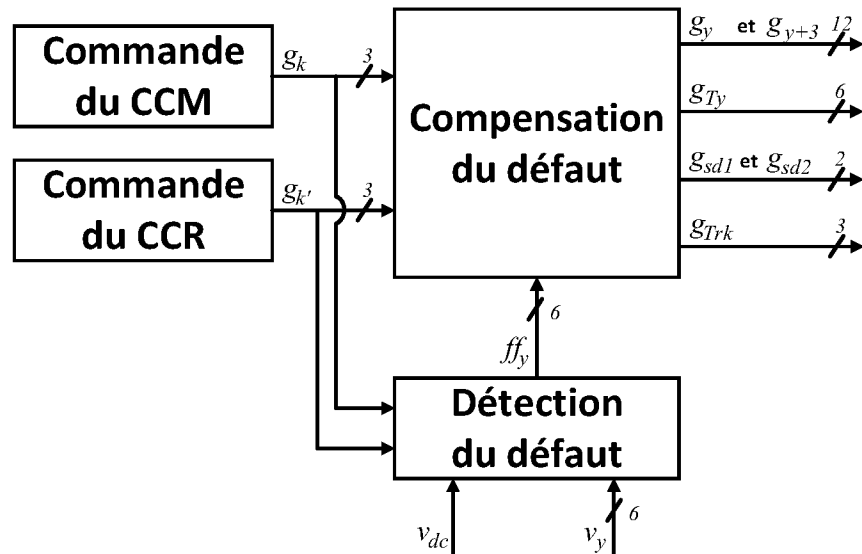 Commande
du CCM
g_k
3
Commande
du CCR
g_k'
3
Compensation
du défaut
g_y et g_y+3
12
g_Ty
6
g_sd1 et g_sd2
2
g_Trk
3
6
ff_y
Détection
du défaut
v_dc
v_y
6